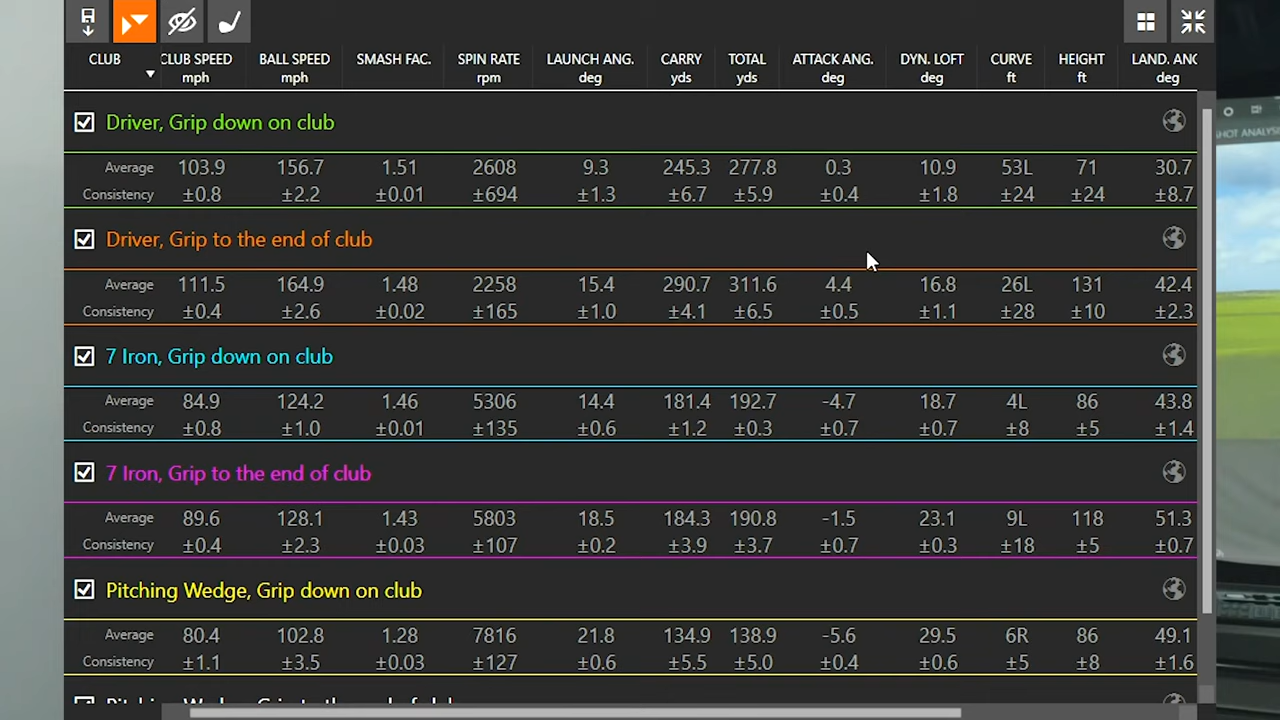 CLUB CLUB SPEED mph BALL SPEED mph SMASH FAC. SPIN RATE rpm LAUNCH ANG. deg CARRY yds TOTAL yds ATTACK ANG. deg DYN. LOFT deg CURVE ft HEIGHT ft LAND. ANG deg
SHOT ANALYSIS
Driver, Grip down on club
Average 103.9 156.7 1.51 2608 9.3 245.3 277.8 0.3 10.9 53L 71 30.7
Consistency ±0.8 ±2.2 ±0.01 ±694 ±1.3 ±6.7 ±5.9 ±0.4 ±1.8 ±24 ±24 ±8.7
Driver, Grip to the end of club
Average 111.5 164.9 1.48 2258 15.4 290.7 311.6 4.4 16.8 26L 131 42.4
Consistency ±0.4 ±2.6 ±0.02 ±165 ±1.0 ±4.1 ±6.5 ±0.5 ±1.1 ±28 ±10 ±2.3
7 Iron, Grip down on club
Average 84.9 124.2 1.46 5306 14.4 181.4 192.7 -4.7 18.7 4L 86 43.8
Consistency ±0.8 ±1.0 ±0.01 ±135 ±0.6 ±1.2 ±0.3 ±0.7 ±0.7 ±8 ±5 ±1.4
7 Iron, Grip to the end of club
Average 89.6 128.1 1.43 5803 18.5 184.3 190.8 -1.5 23.1 9L 118 51.3
Consistency ±0.4 ±2.3 ±0.03 ±107 ±0.2 ±3.9 ±3.7 ±0.7 ±0.3 ±18 ±5 ±0.7
Pitching Wedge, Grip down on club
Average 80.4 102.8 1.28 7816 21.8 134.9 138.9 -5.6 29.5 6R 86 49.1
Consistency ±1.1 ±3.5 ±0.03 ±127 ±0.6 ±5.5 ±5.0 ±0.4 ±0.6 ±5 ±8 ±1.6
Pitching Wedge, Grip to the end of club